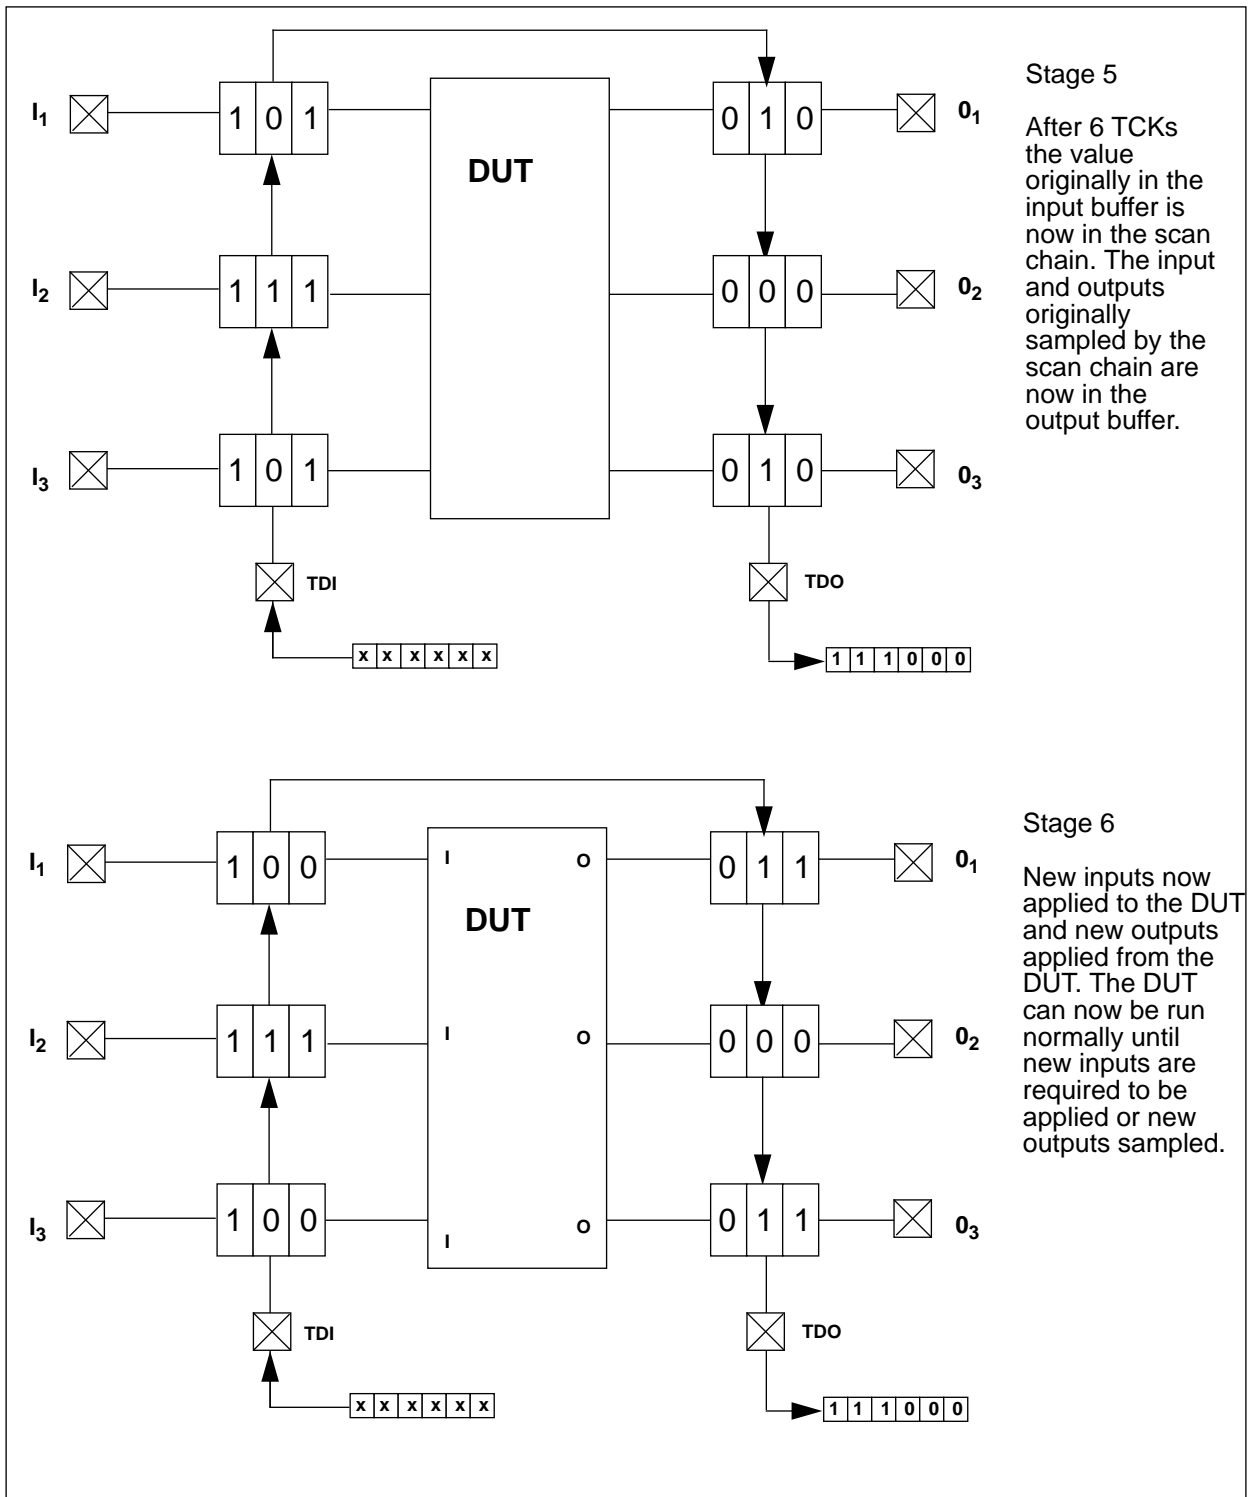 Stage 5
After 6 TCKs
the value
originally in the
input buffer is
now in the scan
chain. The input
and outputs
originally
sampled by the
scan chain are
now in the
output buffer.
I1 1 0 1 DUT 0 1 0 01
I2 1 1 1 0 0 0 02
I3 1 0 1 0 1 0 03
TDI TDO
x x x x x x 1 1 1 0 0 0
Stage 6
New inputs now
applied to the DUT
and new outputs
applied from the
DUT. The DUT
can now be run
normally until
new inputs are
required to be
applied or new
outputs sampled.
I1 1 0 0 I O 0 1 1 01
DUT
I2 1 1 1 I O 0 0 0 02
I3 1 0 0 I O 0 1 1 03
TDI TDO
x x x x x x 1 1 1 0 0 0